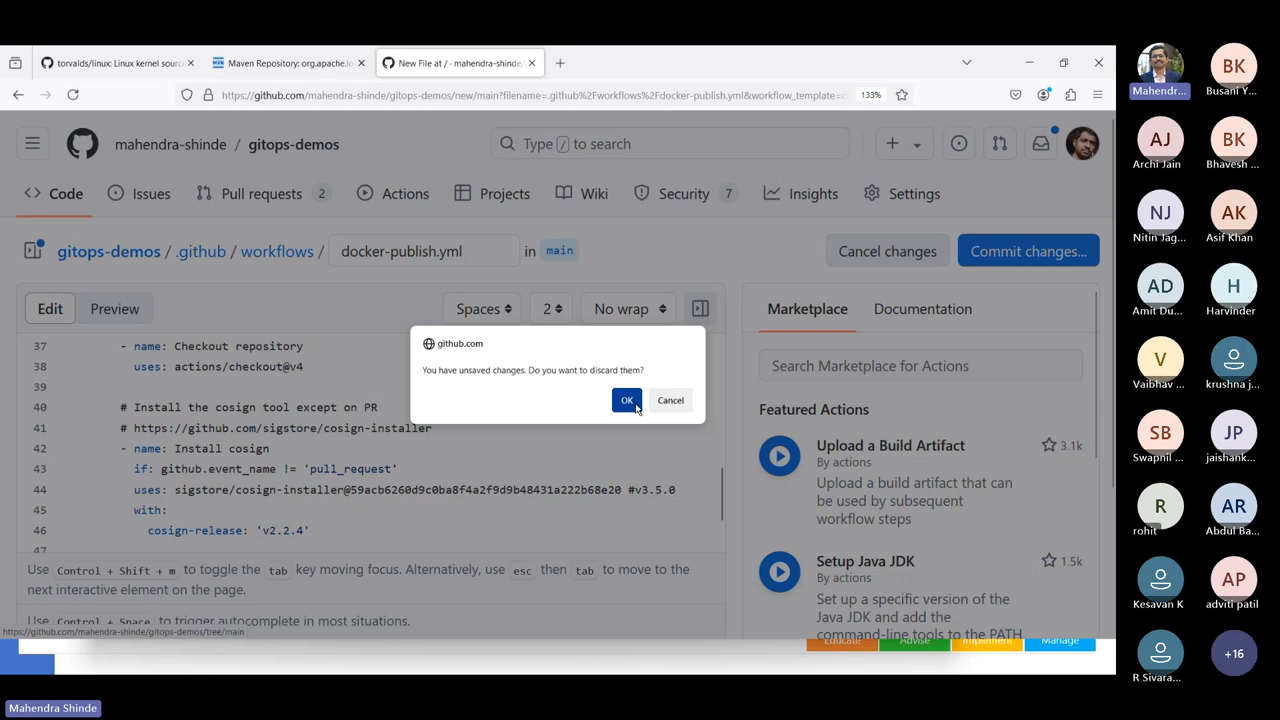 torvalds/linux: Linux kernel sourc
Maven Repository: org.apache.lo
New File at / - mahendra-shinde/
https://github.com/mahendra-shinde/gitops-demos/new/main?filename=.github%2Fworkflows%2Fdocker-publish.yml&workflow_template=c
133%
mahendra-shinde / gitops-demos
Type / to search
Code
Issues
Pull requests 2
Actions
Projects
Wiki
Security 7
Insights
Settings
gitops-demos / .github / workflows / docker-publish.yml in main
Cancel changes
Commit changes...
Edit
Preview
Spaces
2
No wrap
37 - name: Checkout repository
38 uses: actions/checkout@v4
39
40 # Install the cosign tool except on PR
41 # https://github.com/sigstore/cosign-installer
42 - name: Install cosign
43 if: github.event_name != 'pull_request'
44 uses: sigstore/cosign-installer@59acb6260d9c0ba8f4a2f9d9b48431a222b68e20 #v3.5.0
45 with:
46 cosign-release: 'v2.2.4'
47
Use Control + Shift + m to toggle the tab key moving focus. Alternatively, use esc then tab to move to the
next interactive element on the page.
Use Control + Space to trigger autocomplete in most situations.
https://github.com/mahendra-shinde/gitops-demos/tree/main
github.com
You have unsaved changes. Do you want to discard them?
OK
Cancel
Marketplace
Documentation
Search Marketplace for Actions
Featured Actions
Upload a Build Artifact
3.1k
By actions
Upload a build artifact that can
be used by subsequent
workflow steps
Setup Java JDK
1.5k
By actions
Set up a specific version of the
Java JDK and add the
command-line tools to the PATH
Educate
Advise
Implement
Manage
Mahendr...
BK
Busani Y...
AJ
Archi Jain
BK
Bhavesh ...
NJ
Nitin Jag...
AK
Asif Khan
AD
Amit Du...
H
Harvinder
V
Vaibhav ...
krushna j...
SB
Swapnil ...
JP
jaishank...
R
rohit
AR
Abdul Ba...
Kesavan K
AP
adviti patil
R Sivara...
+16
Mahendra Shinde